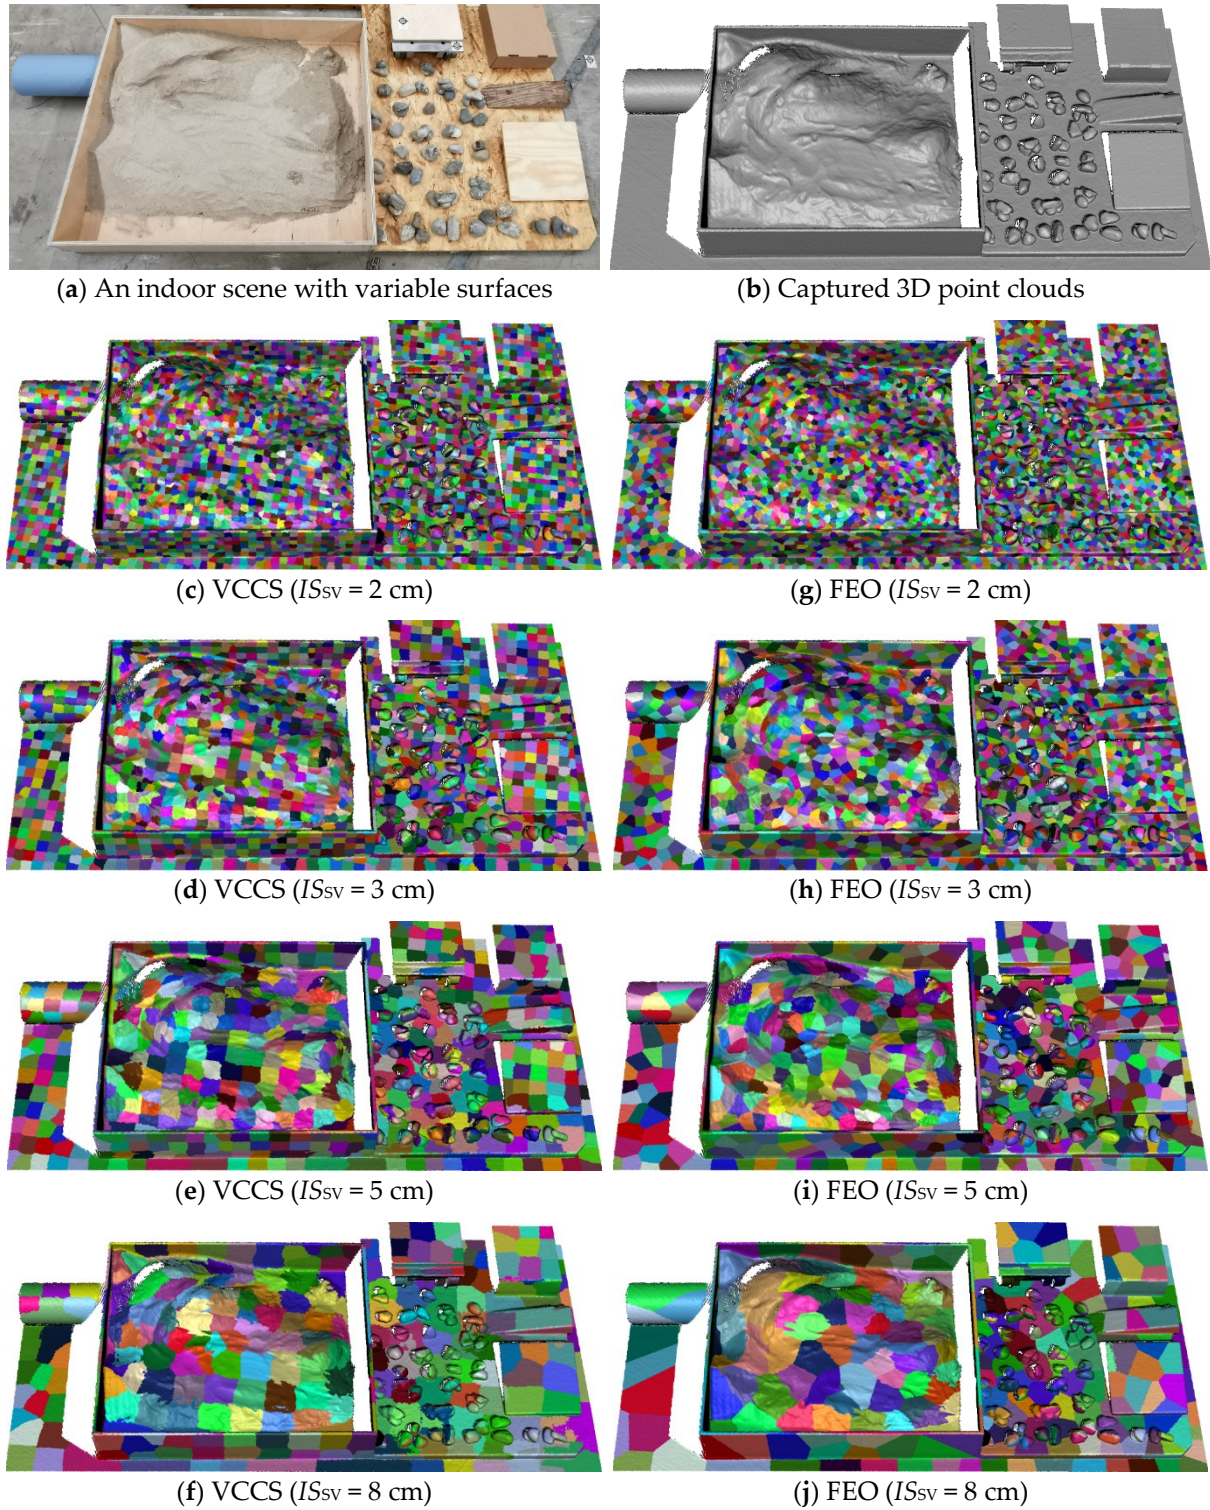 (a) An indoor scene with variable surfaces
(b) Captured 3D point clouds
(c) VCCS (ISSV = 2 cm)
(g) FEO (ISSV = 2 cm)
(d) VCCS (ISSV = 3 cm)
(h) FEO (ISSV = 3 cm)
(e) VCCS (ISSV = 5 cm)
(i) FEO (ISSV = 5 cm)
(f) VCCS (ISSV = 8 cm)
(j) FEO (ISSV = 8 cm)